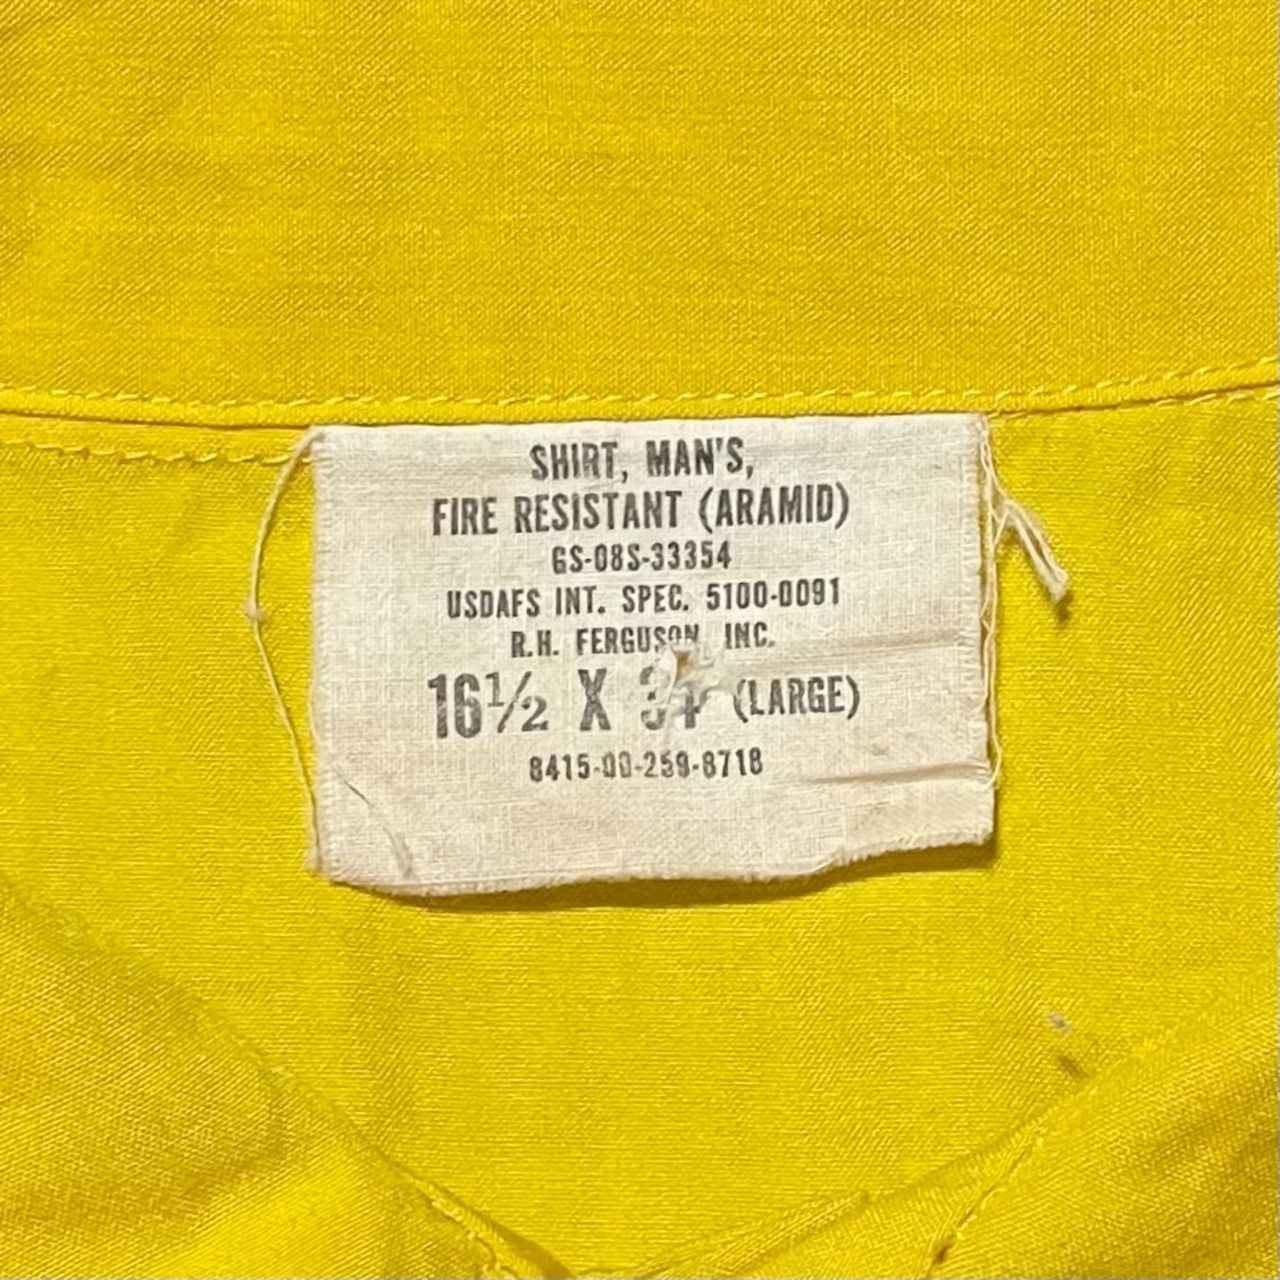 SHIRT, MAN'S,
FIRE RESISTANT (ARAMID)
GS-08S-33354
USDAFS INT. SPEC. 5100-0091
R.H. FERGUSON, INC.
16½ X 34 (LARGE)
8415-00-259-8718